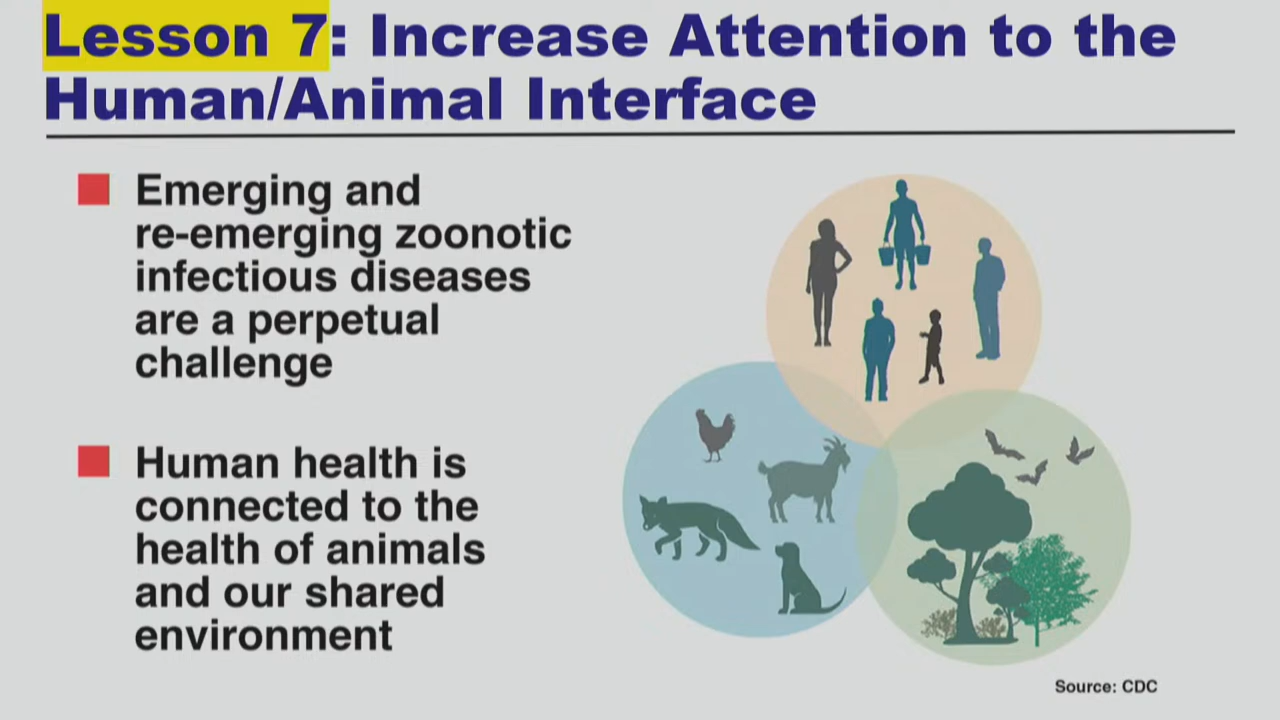 Lesson 7: Increase Attention to the
Human/Animal Interface
Emerging and
re-emerging zoonotic
infectious diseases
are a perpetual
challenge
Human health is
connected to the
health of animals
and our shared
environment
Source: CDC